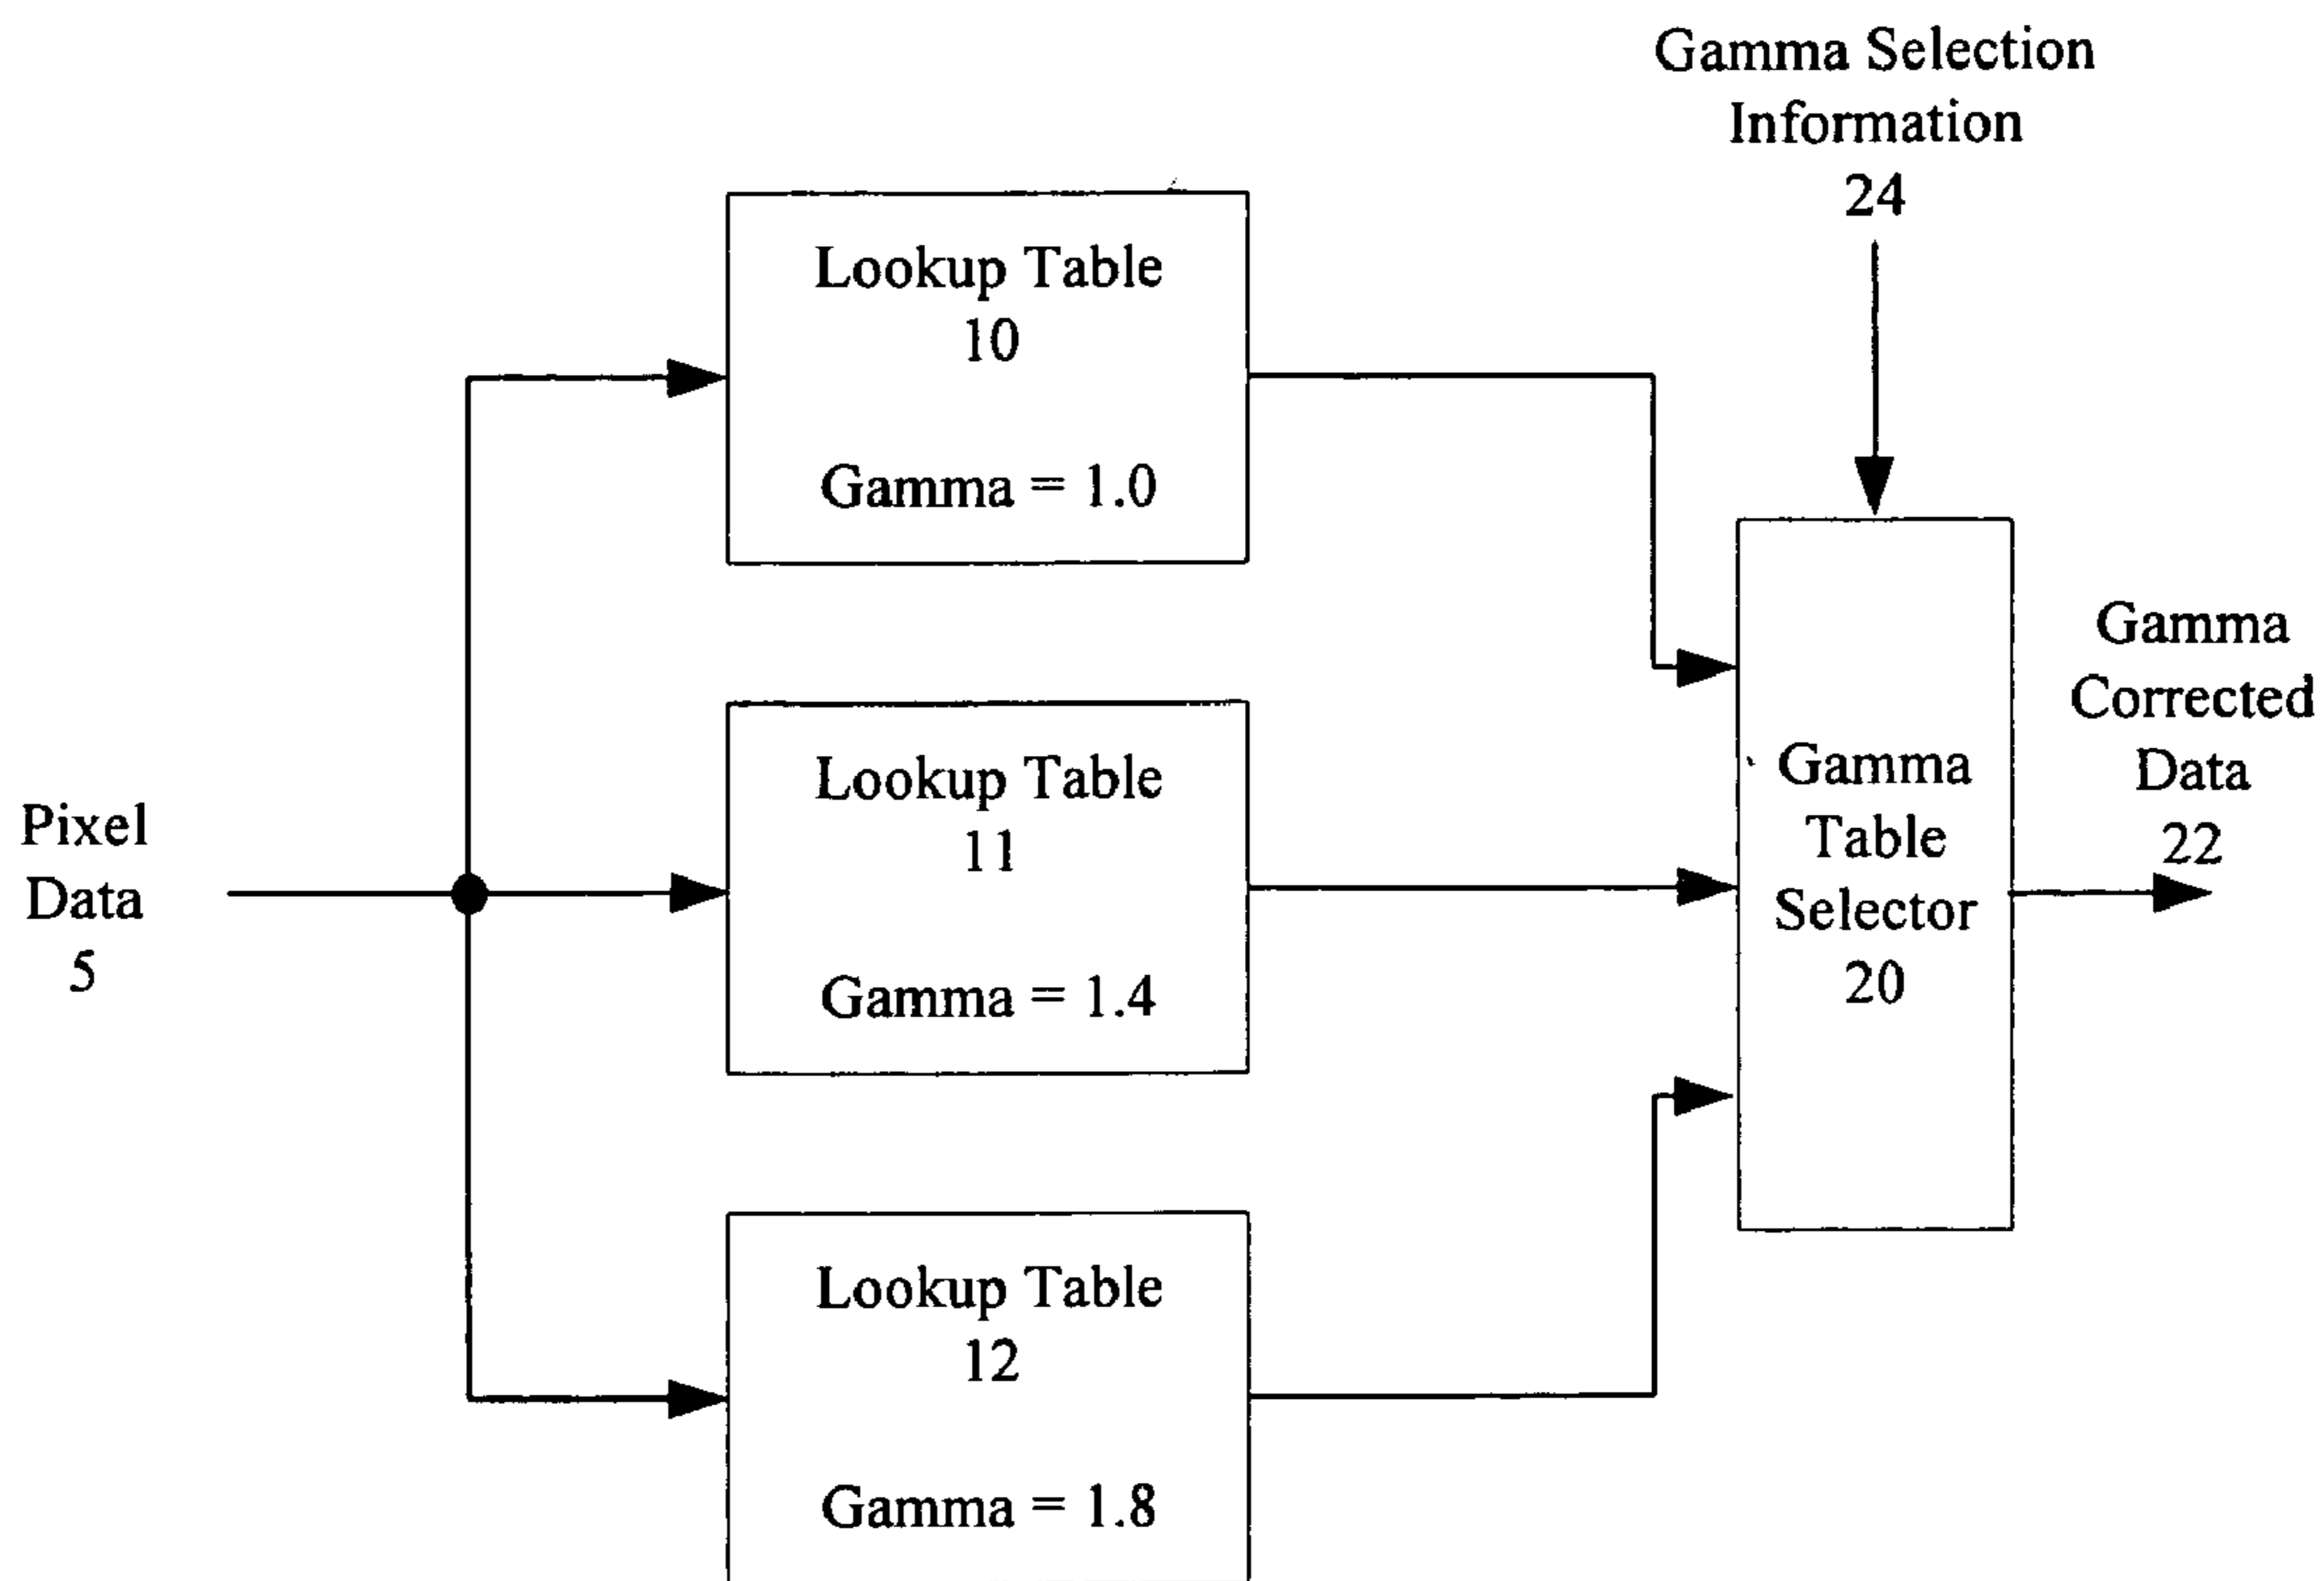 Gamma Selection
Information
24
Lookup Table
10
Gamma = 1.0
Lookup Table
11
Gamma = 1.4
Lookup Table
12
Gamma = 1.8
Pixel
Data
5
Gamma
Table
Selector
20
Gamma
Corrected
Data
22